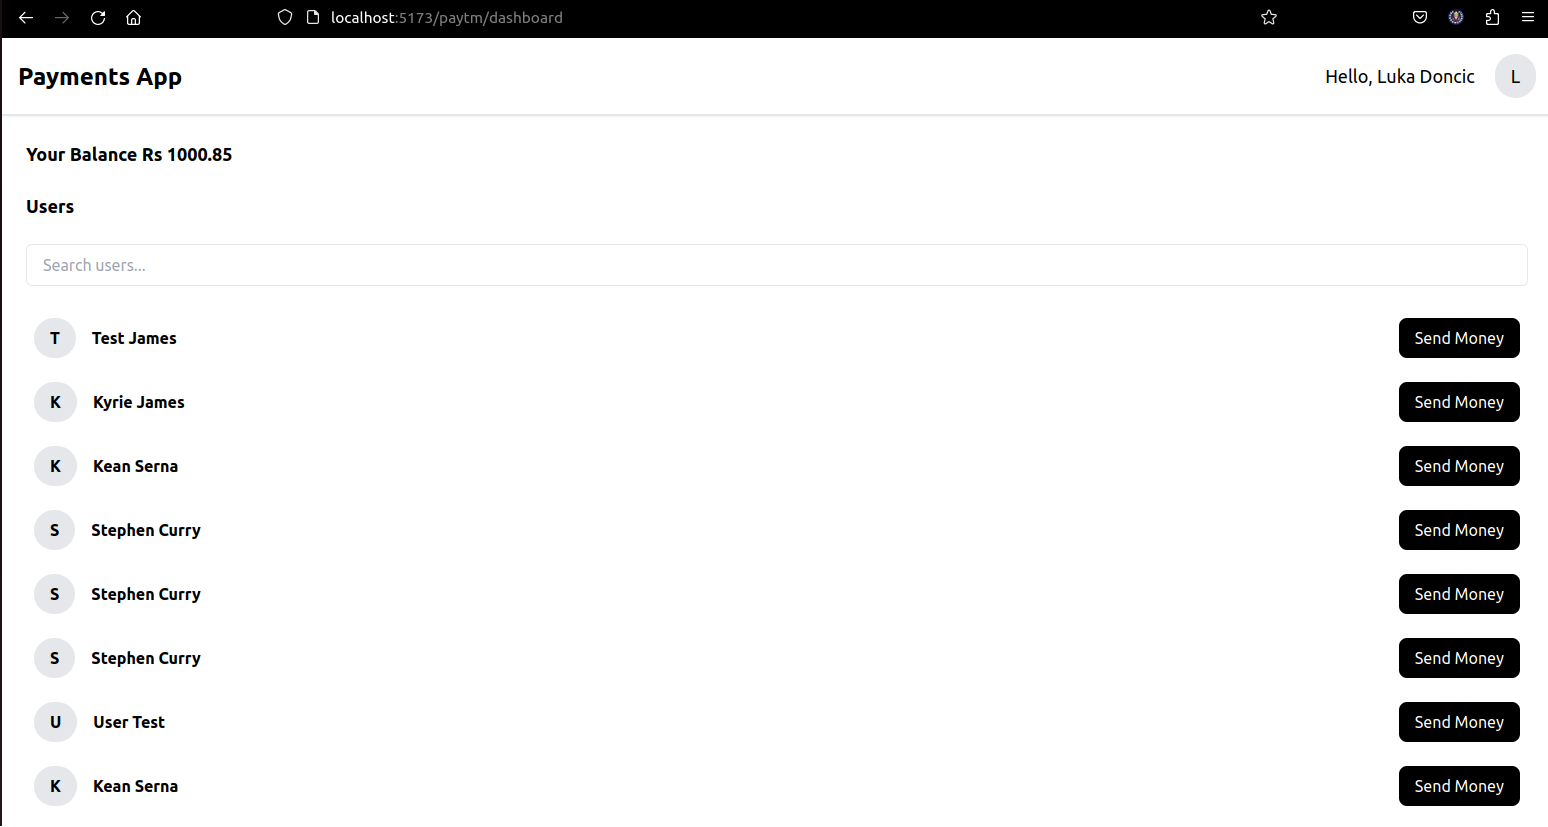 localhost:5173/paytm/dashboard
Payments App
Hello, Luka Doncic L
Your Balance Rs 1000.85
Users
Search users...
T Test James Send Money
K Kyrie James Send Money
K Kean Serna Send Money
S Stephen Curry Send Money
S Stephen Curry Send Money
S Stephen Curry Send Money
U User Test Send Money
K Kean Serna Send Money